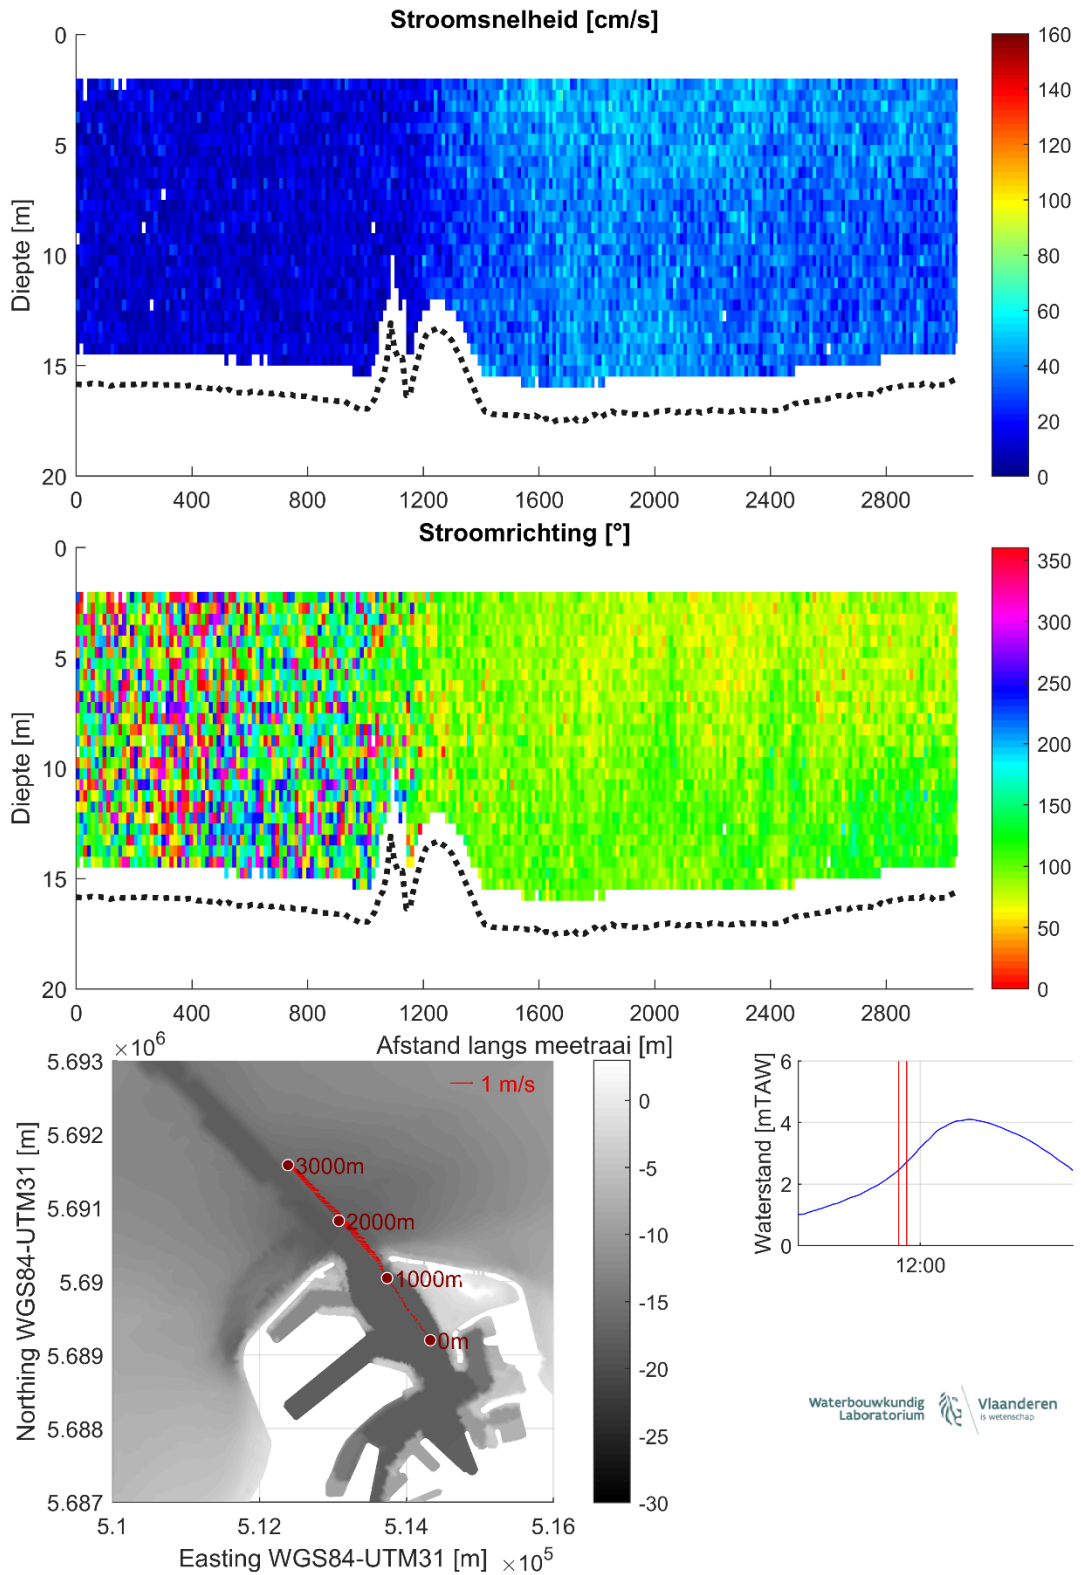 Stroomsnelheid [cm/s]
0
5
10
15
20
Diepte [m]
0 400 800 1200 1600 2000 2400 2800
160
140
120
100
80
60
40
20
0
Stroomrichting [°]
0
5
10
15
20
Diepte [m]
0 400 800 1200 1600 2000 2400 2800
350
300
250
200
150
100
50
0
Afstand langs meetraai [m]
×10⁶
5.693
5.692
5.691
5.69
5.689
5.688
5.687
Northing WGS84-UTM31 [m]
1 m/s
3000m
2000m
1000m
0m
5.1 5.12 5.14 5.16
Easting WGS84-UTM31 [m] ×10⁵
0
-5
-10
-15
-20
-25
-30
Waterstand [mTAW]
6
4
2
0
12:00
Waterbouwkundig
Laboratorium
Vlaanderen
is wetenschap